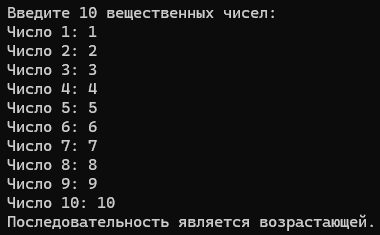 Введите 10 вещественных чисел:
Число 1: 1
Число 2: 2
Число 3: 3
Число 4: 4
Число 5: 5
Число 6: 6
Число 7: 7
Число 8: 8
Число 9: 9
Число 10: 10
Последовательность является возрастающей.